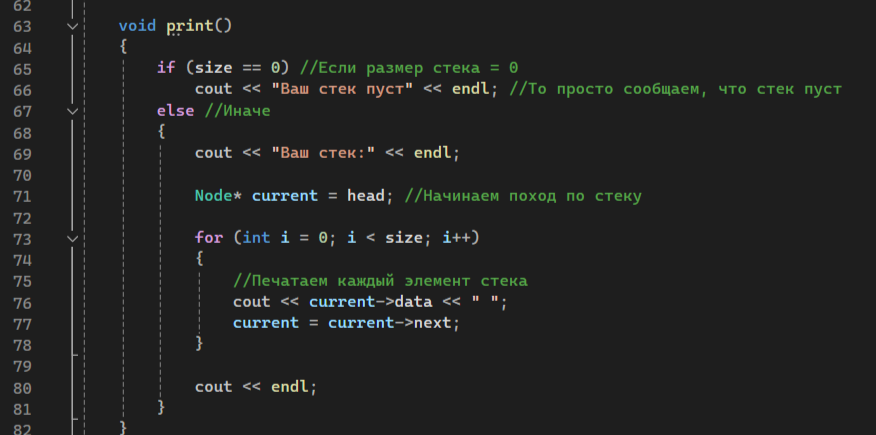 62
63 void print()
64 {
65 if (size == 0) //Если размер стека = 0
66 cout << "Ваш стек пуст" << endl; //То просто сообщаем, что стек пуст
67 else //Иначе
68 {
69 cout << "Ваш стек:" << endl;
70
71 Node* current = head; //Начинаем поход по стеку
72
73 for (int i = 0; i < size; i++)
74 {
75 //Печатаем каждый элемент стека
76 cout << current->data << " ";
77 current = current->next;
78 }
79
80 cout << endl;
81 }
82 }